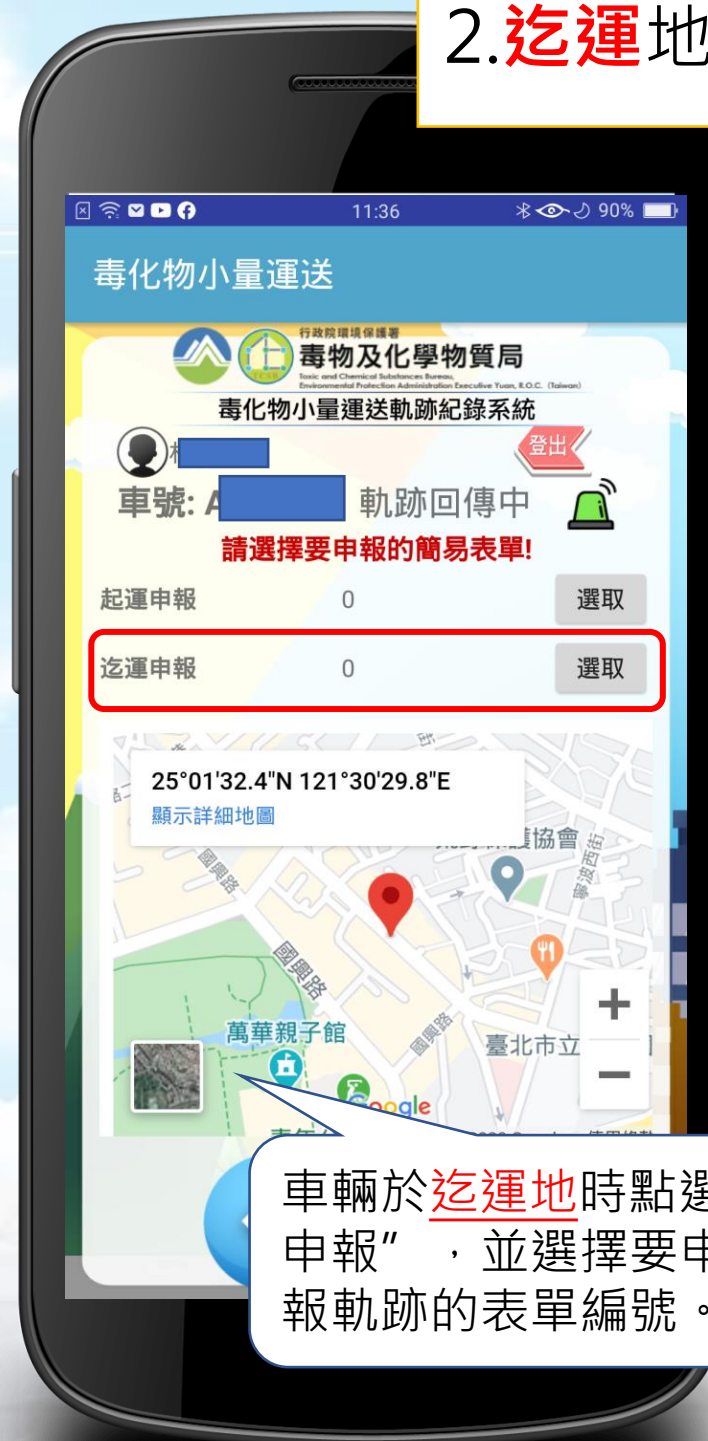 2.迄運地
11:36
90%
毒化物小量運送
行政院環境保護署
毒物及化學物質局
Toxic and Chemical Substances Bureau,
Environmental Protection Administration Executive Yuan, R.O.C. (Taiwan)
毒化物小量運送軌跡紀錄系統
登出
車號: A 軌跡回傳中
請選擇要申報的簡易表單!
起運申報 0 選取
迄運申報 0 選取
25°01'32.4"N 121°30'29.8"E
顯示詳細地圖
護協會
寧波西街
國興路
國興路
國興路
萬華親子館
臺北市立
+
−
Google
車輛於迄運地時點選
申報”,並選擇要申
報軌跡的表單編號。